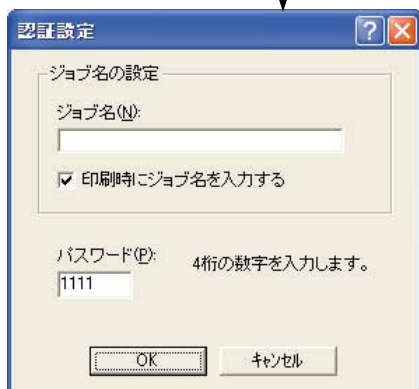 認証設定
ジョブ名の設定
ジョブ名(N):
印刷時にジョブ名を入力する
パスワード(P): 4桁の数字を入力します。
1111
OK キャンセル